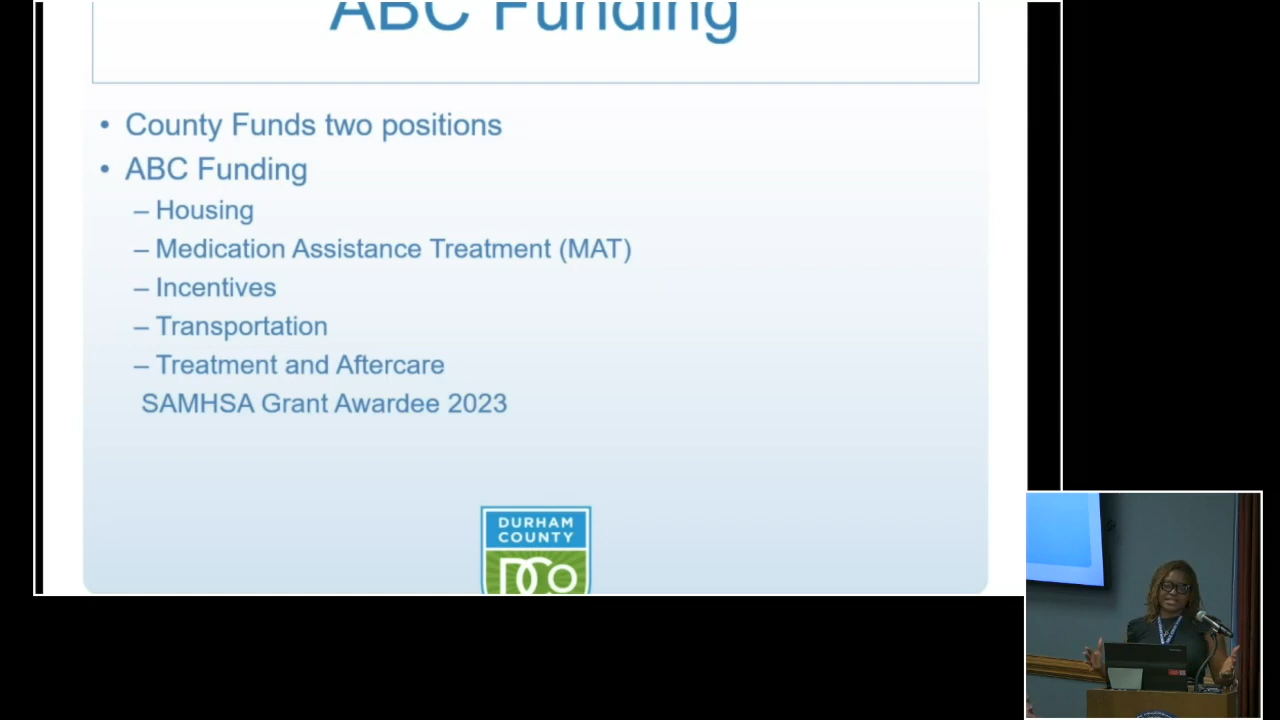 ABC Funding
• County Funds two positions
• ABC Funding
– Housing
– Medication Assistance Treatment (MAT)
– Incentives
– Transportation
– Treatment and Aftercare
SAMHSA Grant Awardee 2023
DURHAM
COUNTY
DCO